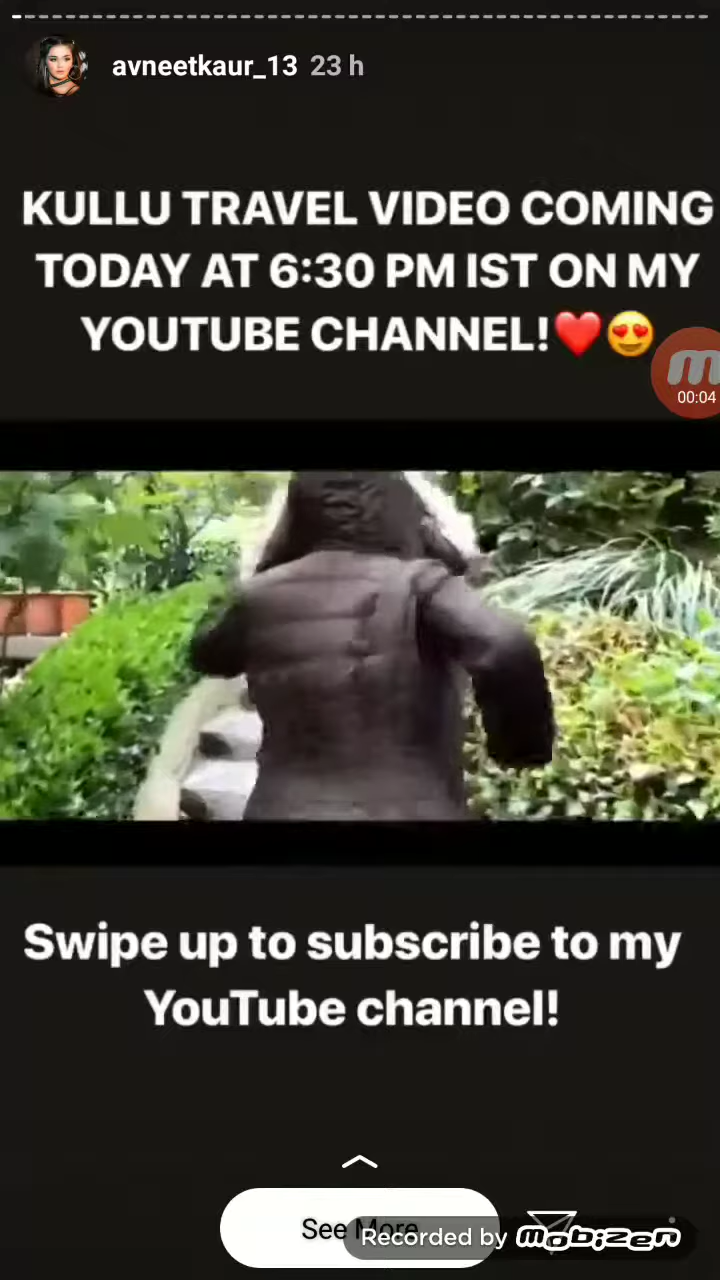 avneetkaur_13 23 h
KULLU TRAVEL VIDEO COMING
TODAY AT 6:30 PM IST ON MY
YOUTUBE CHANNEL!❤️😍
m
00:04
Swipe up to subscribe to my
YouTube channel!
See More
Recorded by mobizen